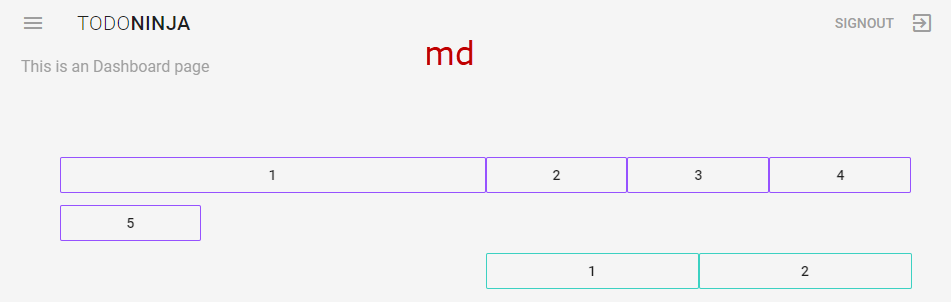 TODONINJA
SIGNOUT
md
This is an Dashboard page
1 2 3 4
5
1 2